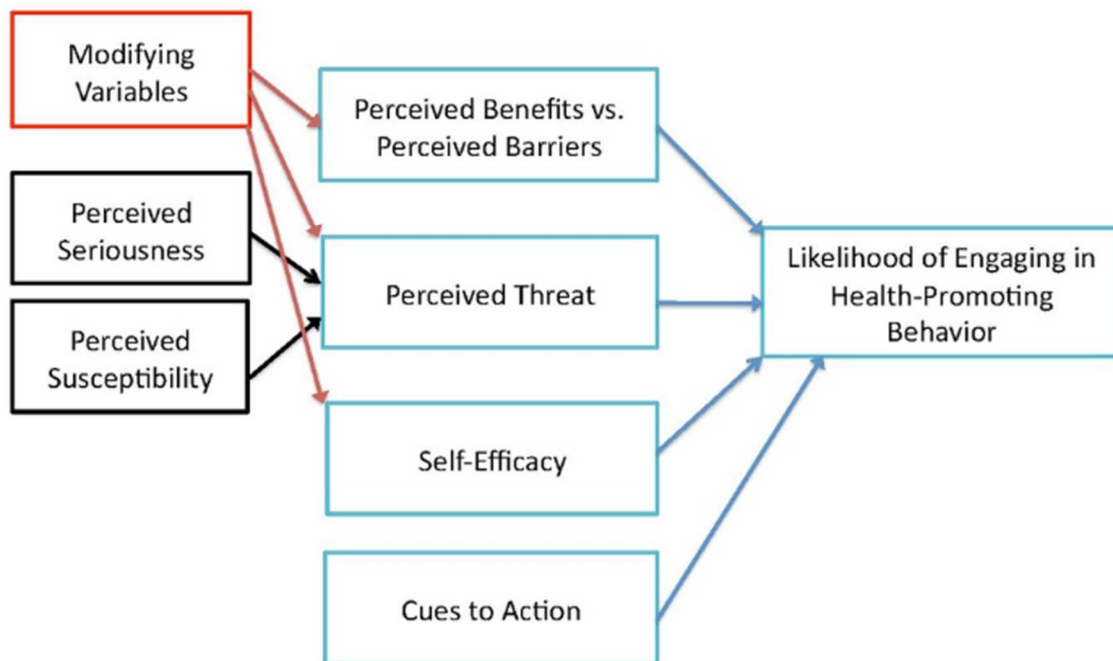 Modifying
Variables
Perceived Benefits vs.
Perceived Barriers
Perceived
Seriousness
Perceived Threat
Likelihood of Engaging in
Health-Promoting
Behavior
Perceived
Susceptibility
Self-Efficacy
Cues to Action